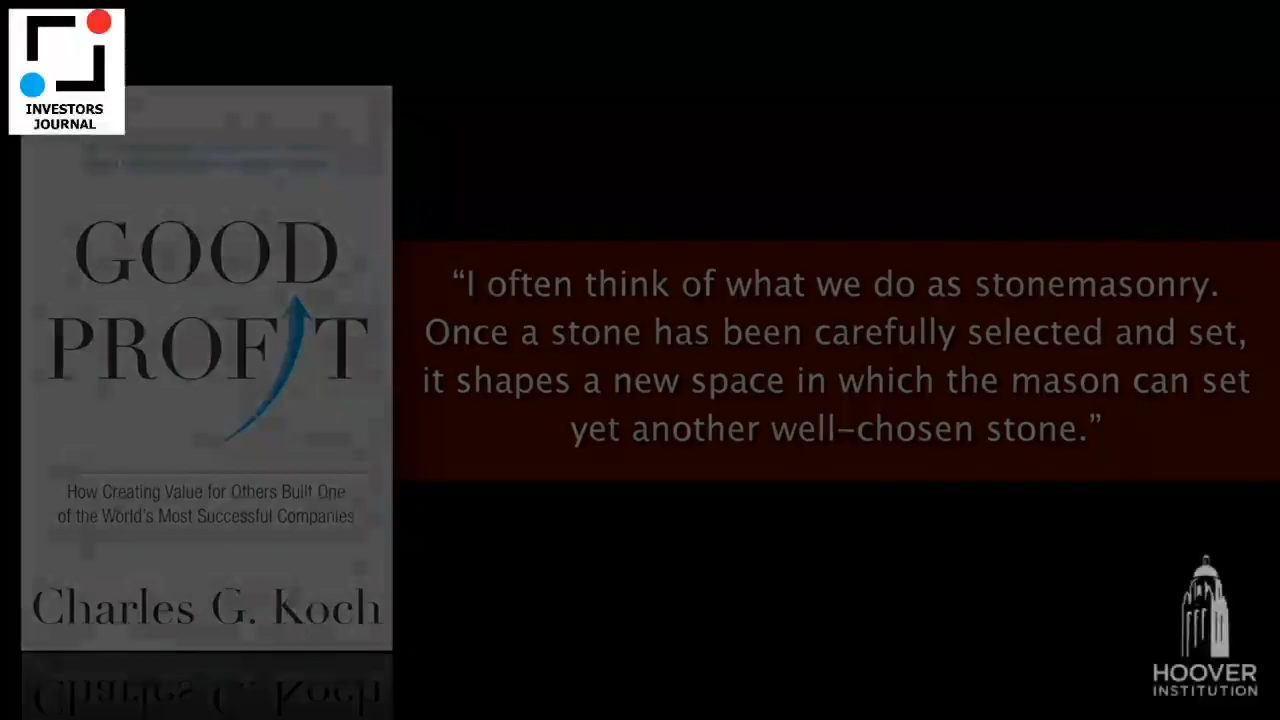 INVESTORS
JOURNAL
GOOD
PROFIT
How Creating Value for Others Built One
of the World's Most Successful Companies
Charles G. Koch
“I often think of what we do as stonemasonry.
Once a stone has been carefully selected and set,
it shapes a new space in which the mason can set
yet another well–chosen stone.”
HOOVER
INSTITUTION